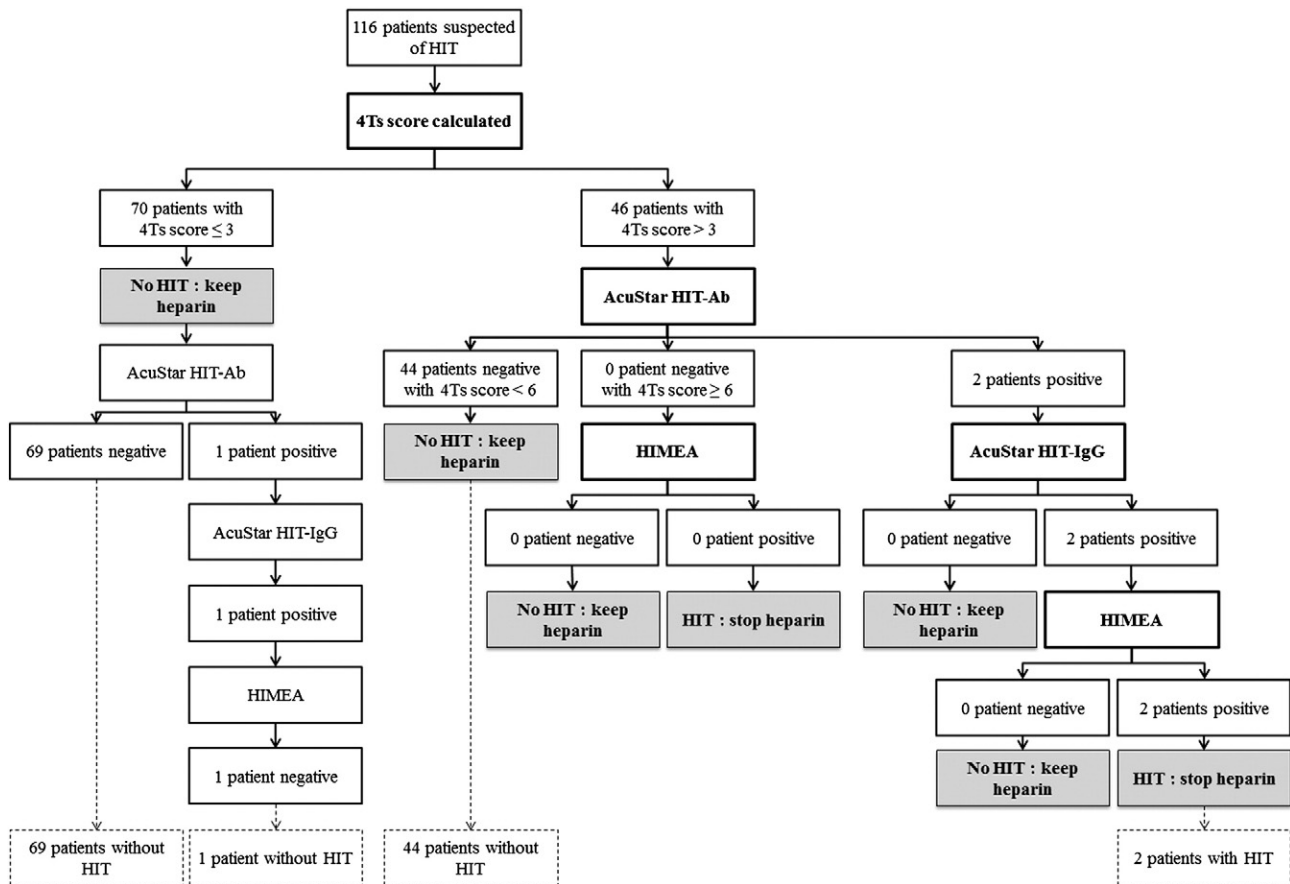 116 patients suspected
of HIT
4Ts score calculated
70 patients with
4Ts score ≤ 3
46 patients with
4Ts score > 3
No HIT : keep
heparin
AcuStar HIT-Ab
AcuStar HIT-Ab
44 patients negative
with 4Ts score < 6
0 patient negative
with 4Ts score ≥ 6
2 patients positive
69 patients negative
1 patient positive
No HIT : keep
heparin
HIMEA
AcuStar HIT-IgG
AcuStar HIT-IgG
0 patient negative
0 patient positive
0 patient negative
2 patients positive
1 patient positive
No HIT : keep
heparin
HIT : stop heparin
No HIT : keep
heparin
HIMEA
HIMEA
0 patient negative
2 patients positive
1 patient negative
No HIT : keep
heparin
HIT : stop heparin
69 patients without
HIT
1 patient without HIT
44 patients without
HIT
2 patients with HIT